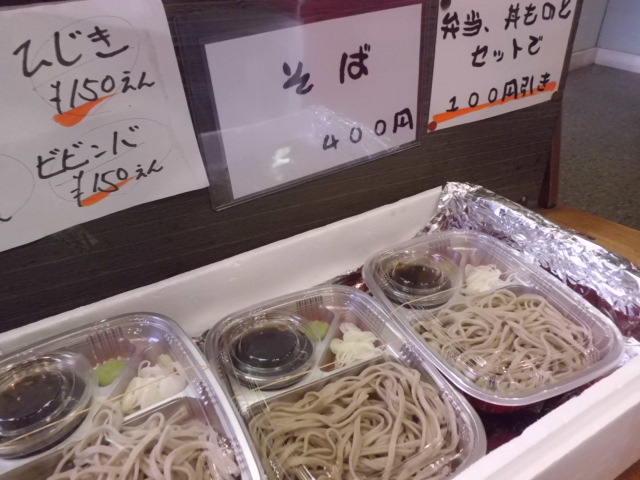 ひじき
¥150えん
ビビンバ
¥150えん
そば
400円
弁当、丼ものと
セットで
100円引き